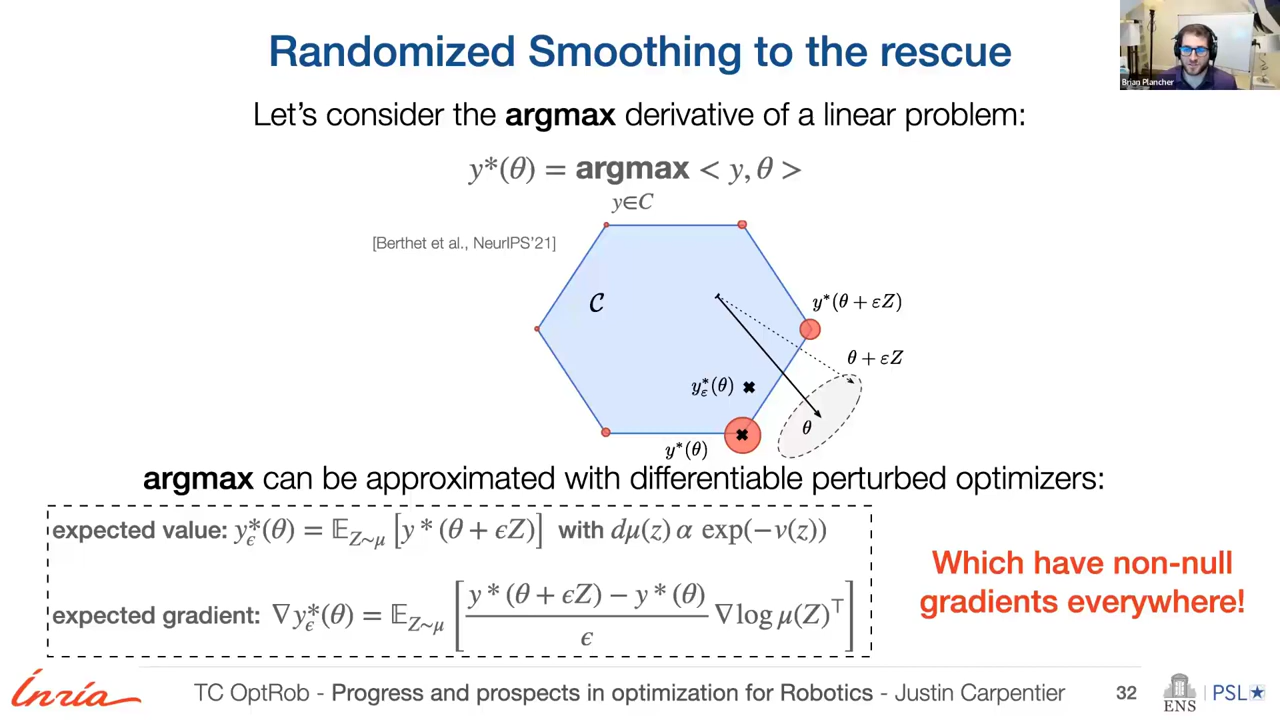 Randomized Smoothing to the rescue
Brian Plancher
Let's consider the argmax derivative of a linear problem:
y*(θ) = argmax < y, θ >
y∈C
[Berthet et al., NeurIPS'21]
𝒞
y*(θ + εZ)
θ + εZ
y*ε(θ)
θ
y*(θ)
argmax can be approximated with differentiable perturbed optimizers:
expected value: y*ϵ(θ) = 𝔼Z∼μ [y * (θ + ϵZ)] with dμ(z) α exp(−ν(z))
expected gradient: ∇y*ϵ(θ) = 𝔼Z∼μ [ (y * (θ + ϵZ) − y * (θ)) / ϵ ∇log μ(Z)⊤ ]
Which have non-null
gradients everywhere!
Inria
TC OptRob - Progress and prospects in optimization for Robotics - Justin Carpentier
32
ENS
PSL